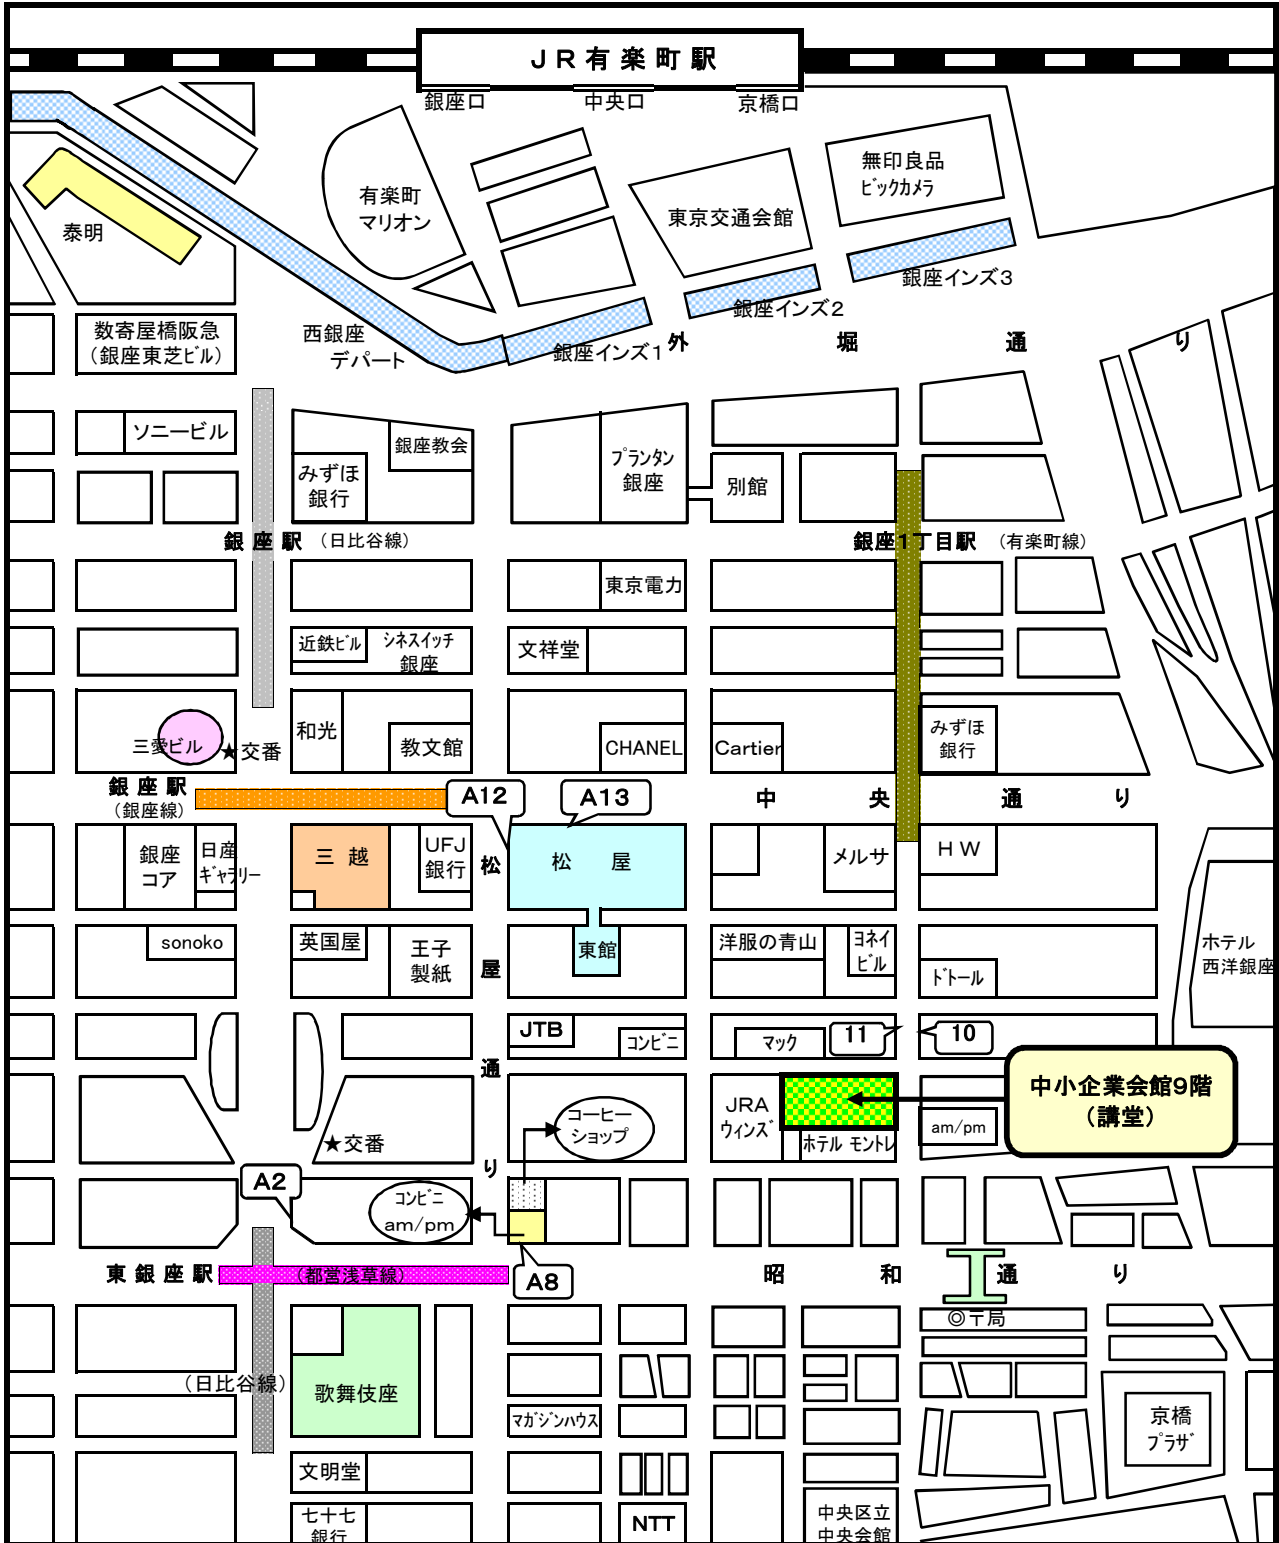 ＪＲ有楽町駅
銀座口
中央口
京橋口
有楽町
マリオン
無印良品
ビックカメラ
東京交通会館
泰明
銀座インズ3
銀座インズ2
銀座インズ1
数寄屋橋阪急
（銀座東芝ビル）
西銀座
デパート
外堀通り
ソニービル
銀座教会
みずほ
銀行
プランタン
銀座
別館
銀座駅
（日比谷線）
銀座1丁目駅
（有楽町線）
東京電力
近鉄ビル
シネスイッチ
銀座
文祥堂
三愛ビル
★交番
和光
教文館
CHANEL
Cartier
みずほ
銀行
銀座駅
（銀座線）
A12
A13
中央通り
銀座
コア
日産
ギャラリー
三越
UFJ
銀行
松屋通り
松屋
メルサ
ＨＷ
sonoko
英国屋
王子
製紙
東館
洋服の青山
ヨネイ
ビル
ドトール
ホテル
西洋銀座
JTB
コンビニ
マック
11
10
中小企業会館9階
（講堂）
JRA
ウィンズ
ホテル モントレ
am/pm
コーヒー
ショップ
★交番
A2
コンビニ
am/pm
東銀座駅
（都営浅草線）
A8
昭和通り
◎〒局
（日比谷線）
歌舞伎座
マガジンハウス
京橋
プラザ
文明堂
七十七
銀行
NTT
中央区立
中央会館